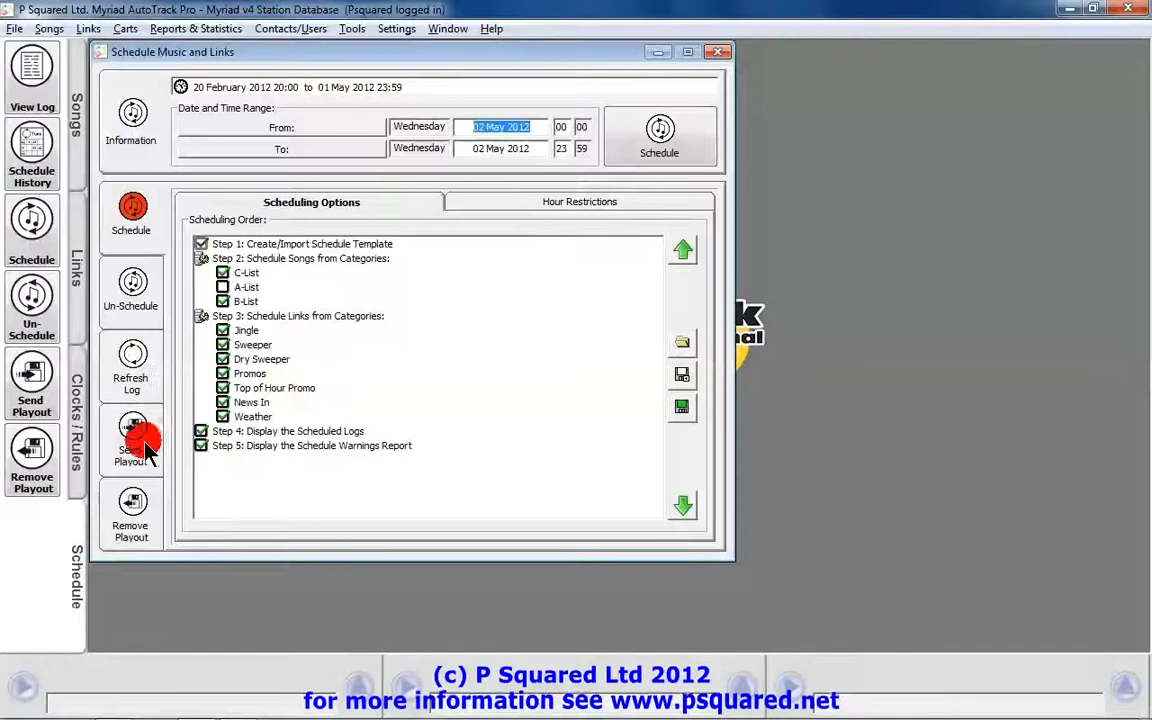 P Squared Ltd. Myriad AutoTrack Pro - Myriad v4 Station Database (Psquared logged in)
File Songs Links Carts Reports & Statistics Contacts/Users Tools Settings Window Help
View Log
Schedule History
Schedule
Un-Schedule
Send Playout
Remove Playout
Songs
Links
Clocks / Rules
Schedule
Schedule Music and Links
Information
20 February 2012 20:00 to 01 May 2012 23:59
Date and Time Range:
From: Wednesday 02 May 2012 00 00
To: Wednesday 02 May 2012 23 59
Schedule
Schedule
Un-Schedule
Refresh Log
Playout
Remove Playout
Scheduling Options
Hour Restrictions
Scheduling Order:
Step 1: Create/Import Schedule Template
Step 2: Schedule Songs from Categories:
C-List
A-List
B-List
Step 3: Schedule Links from Categories:
Jingle
Sweeper
Dry Sweeper
Promos
Top of Hour Promo
News In
Weather
Step 4: Display the Scheduled Logs
Step 5: Display the Schedule Warnings Report
(c) P Squared Ltd 2012
for more information see www.psquared.net